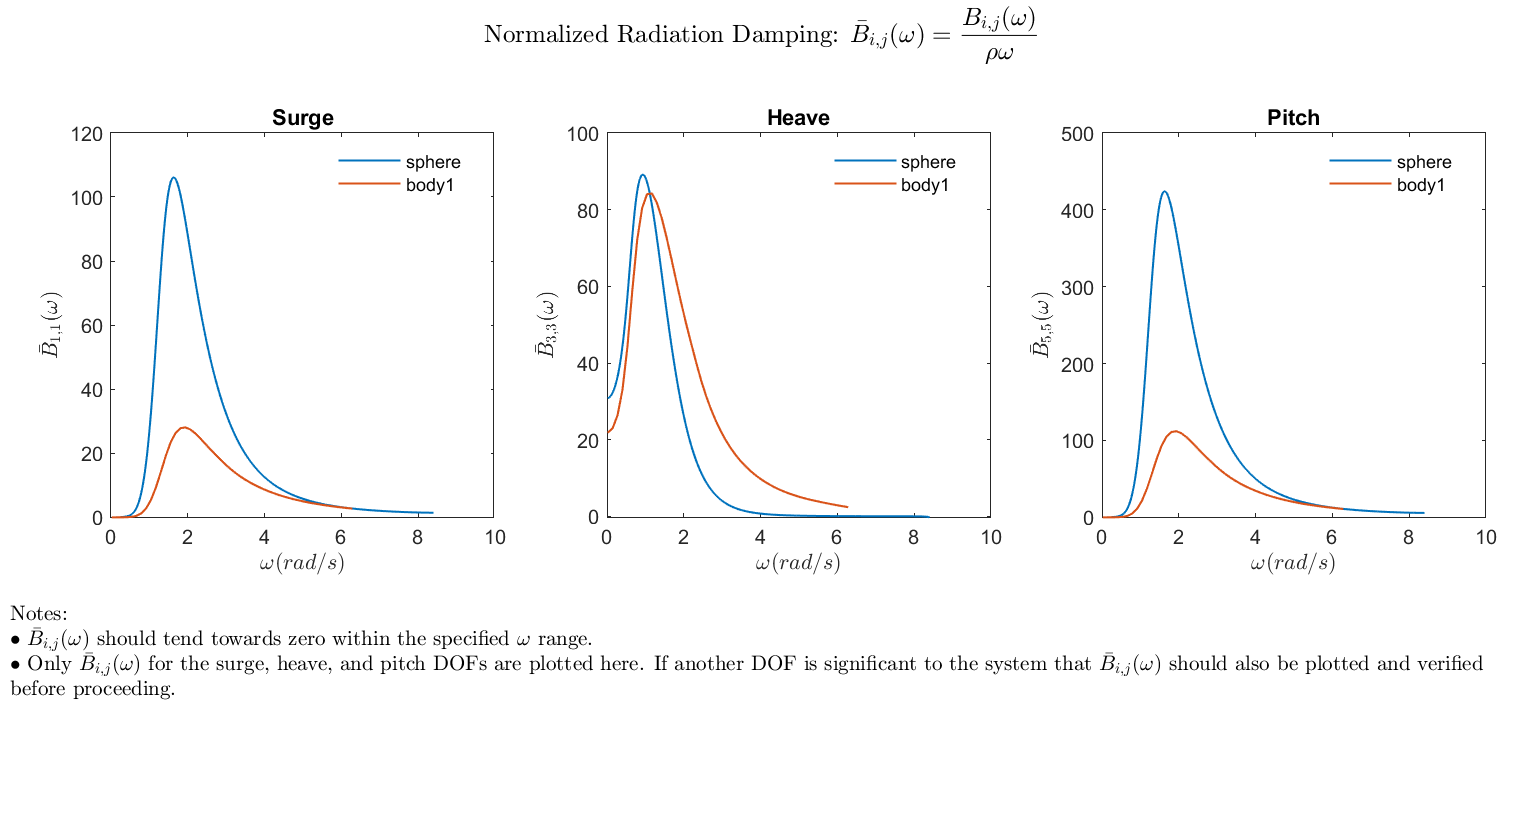 Normalized Radiation Damping: B̄_{i,j}(ω) = B_{i,j}(ω) / ρω
Surge
120
100
80
60
40
20
0
0 2 4 6 8 10
B̄_{1,1}(ω)
ω(rad/s)
sphere
body1
Heave
100
80
60
40
20
0
0 2 4 6 8 10
B̄_{3,3}(ω)
ω(rad/s)
sphere
body1
Pitch
500
400
300
200
100
0
0 2 4 6 8 10
B̄_{5,5}(ω)
ω(rad/s)
sphere
body1
Notes:
• B̄_{i,j}(ω) should tend towards zero within the specified ω range.
• Only B̄_{i,j}(ω) for the surge, heave, and pitch DOFs are plotted here. If another DOF is significant to the system that B̄_{i,j}(ω) should also be plotted and verified
before proceeding.